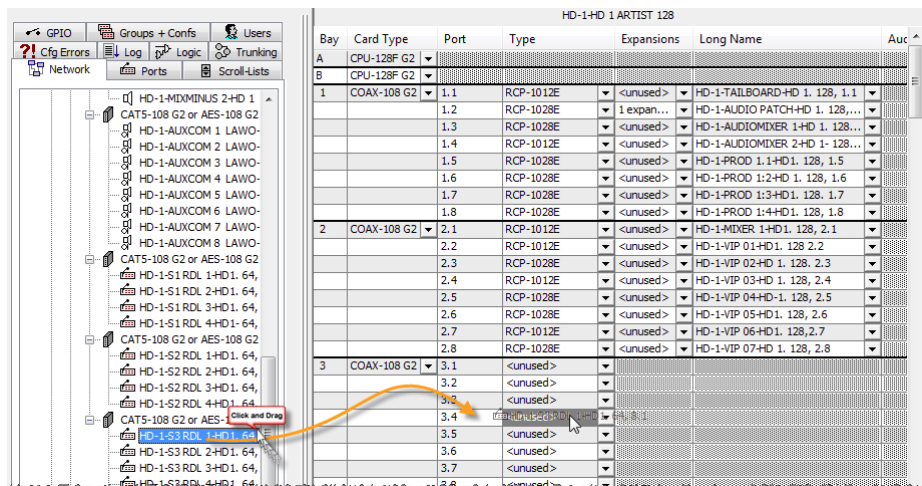 HD-1-HD 1 ARTIST 128
GPIO Groups + Confs Users
Cfg Errors Log Logic Trunking
Network Ports Scroll-Lists
Bay Card Type Port Type Expansions Long Name Auc
A CPU-128F G2
B CPU-128F G2
1 COAX-108 G2 1.1 RCP-1012E <unused> HD-1-TAILBOARD-HD 1. 128, 1.1
1.2 RCP-1028E 1 expan... HD-1-AUDIO PATCH-HD 1. 128,...
1.3 RCP-1028E <unused> HD-1-AUDIOMIXER 1-HD 1. 128...
1.4 RCP-1012E <unused> HD-1-AUDIOMIXER 2-HD 1- 128...
1.5 RCP-1028E <unused> HD-1-PROD 1.1-HD1. 128, 1.5
1.6 RCP-1028E <unused> HD-1-PROD 1:2-HD 1. 128, 1.6
1.7 RCP-1028E <unused> HD-1-PROD 1:3-HD1. 128. 1.7
1.8 RCP-1028E <unused> HD-1-PROD 1:4-HD1. 128, 1.8
2 COAX-108 G2 2.1 RCP-1012E <unused> HD-1-MIXER 1-HD1. 128, 2.1
2.2 RCP-1012E <unused> HD-1-VIP 01-HD1. 128 2.2
2.3 RCP-1028E <unused> HD-1-VIP 02-HD 1. 128. 2.3
2.4 RCP-1012E <unused> HD-1-VIP 03-HD 1. 128, 2.4
2.5 RCP-1028E <unused> HD-1-VIP 04-HD-1. 128, 2.5
2.6 RCP-1028E <unused> HD-1-VIP 05-HD1. 128, 2.6
2.7 RCP-1012E <unused> HD-1-VIP 06-HD1. 128,2.7
2.8 RCP-1028E <unused> HD-1-VIP 07-HD 1. 128, 2.8
3 COAX-108 G2 3.1 <unused>
3.2 <unused>
3.3 <unused>
3.4
3.5 <unused>
3.6 <unused>
3.7 <unused>
HD-1-MIXMINUS 2-HD 1
CAT5-108 G2 or AES-108 G2
HD-1-AUXCOM 1 LAWO-
HD-1-AUXCOM 2 LAWO-
HD-1-AUXCOM 3 LAWO-
HD-1-AUXCOM 4 LAWO-
HD-1-AUXCOM 5 LAWO-
HD-1-AUXCOM 6 LAWO-
HD-1-AUXCOM 7 LAWO-
HD-1-AUXCOM 8 LAWO-
CAT5-108 G2 or AES-108 G2
HD-1-S1 RDL 1-HD1. 64,
HD-1-S1 RDL 2-HD1. 64,
HD-1-S1 RDL 3-HD1. 64,
HD-1-S1 RDL 4-HD1- 64,
CAT5-108 G2 or AES-108 G2
HD-1-S2 RDL 1-HD1. 64,
HD-1-S2 RDL 2-HD1. 64,
HD-1-S2 RDL 3-HD1. 64,
HD-1-S2 RDL 4-HD1. 64,
Click and Drag
CAT5-108 G2 or AES-1
HD-1-S3 RDL 1-HD1. 64,
HD-1-S3 RDL 2-HD1. 64,
HD-1-S3 RDL 3-HD1. 64,